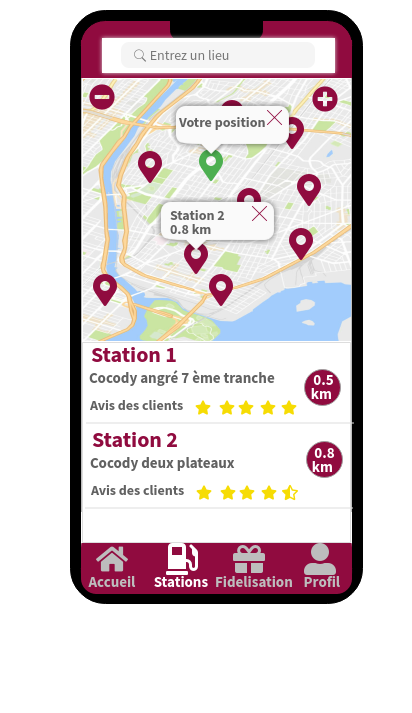 Entrez un lieu
Votre position
Station 2
0.8 km
Station 1
Cocody angré 7 ème tranche
0.5
km
Avis des clients
Station 2
Cocody deux plateaux
0.8
km
Avis des clients
Accueil Stations Fidelisation Profil